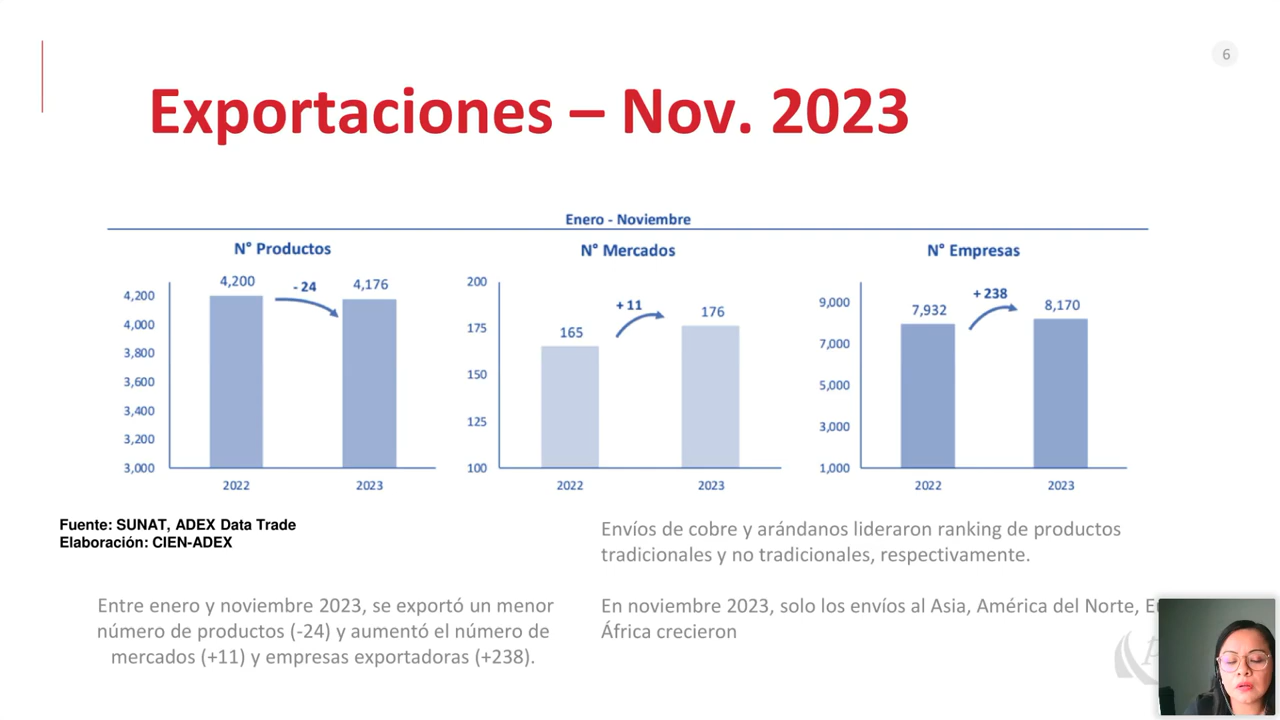 6
Exportaciones – Nov. 2023
Enero - Noviembre
N° Productos
4,200
- 24
4,176
4,200
4,000
3,800
3,600
3,400
3,200
3,000
2022
2023
N° Mercados
200
175
150
125
100
165
+ 11
176
2022
2023
N° Empresas
9,000
7,000
5,000
3,000
1,000
7,932
+ 238
8,170
2022
2023
Fuente: SUNAT, ADEX Data Trade
Elaboración: CIEN-ADEX
Entre enero y noviembre 2023, se exportó un menor
número de productos (-24) y aumentó el número de
mercados (+11) y empresas exportadoras (+238).
Envíos de cobre y arándanos lideraron ranking de productos
tradicionales y no tradicionales, respectivamente.
En noviembre 2023, solo los envíos al Asia, América del Norte,
África crecieron